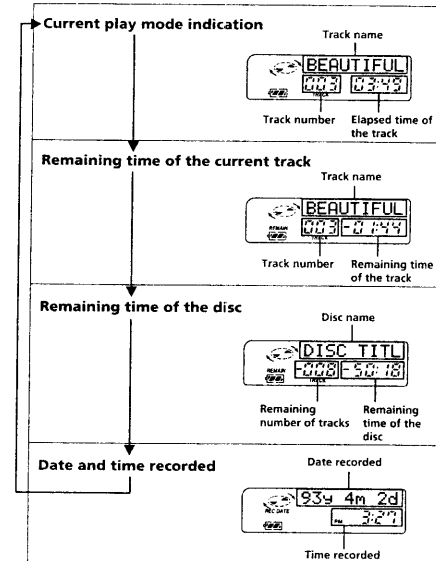 Current play mode indication
Track name
BEAUTIFUL
003 03:49
TRACK
Track number
Elapsed time of
the track
Remaining time of the current track
Track name
BEAUTIFUL
REMAIN
003 -01:44
Track number
Remaining time
of the track
Remaining time of the disc
Disc name
DISC TITL
REMAIN
-008 -50:18
TRACK
Remaining
number of tracks
Remaining
time of the
disc
Date and time recorded
Date recorded
93y 4m 2d
REC DATE
PM 3:27
Time recorded